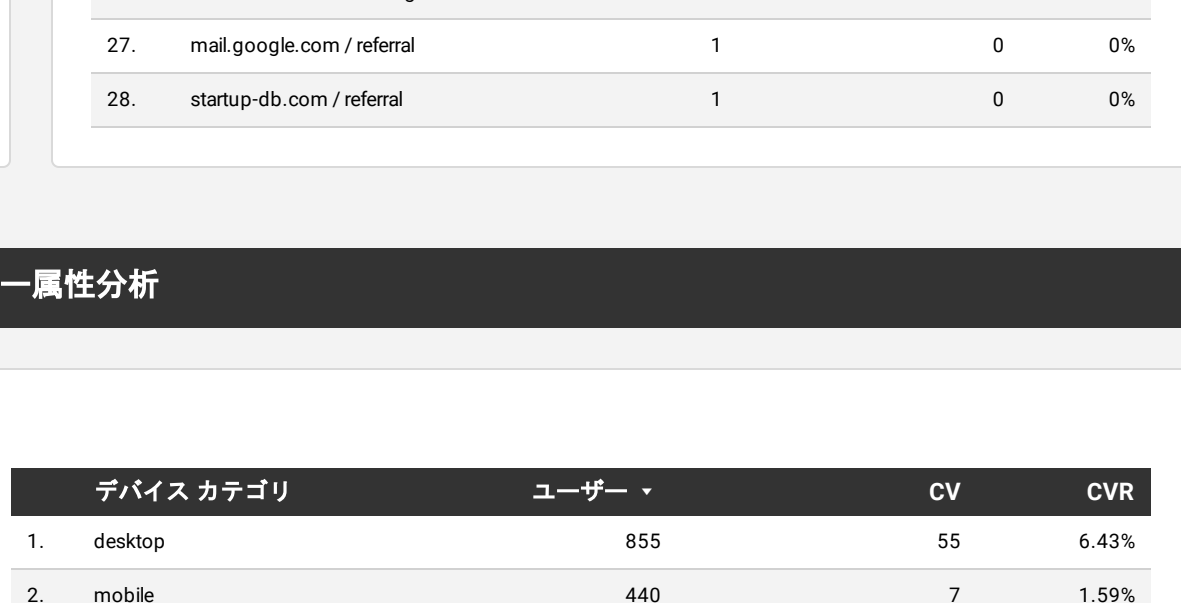 27. mail.google.com / referral 1 0 0%
28. startup-db.com / referral 1 0 0%
ー属性分析
デバイス カテゴリ ユーザー ▼ CV CVR
1. desktop 855 55 6.43%
2. mobile 440 7 1.59%